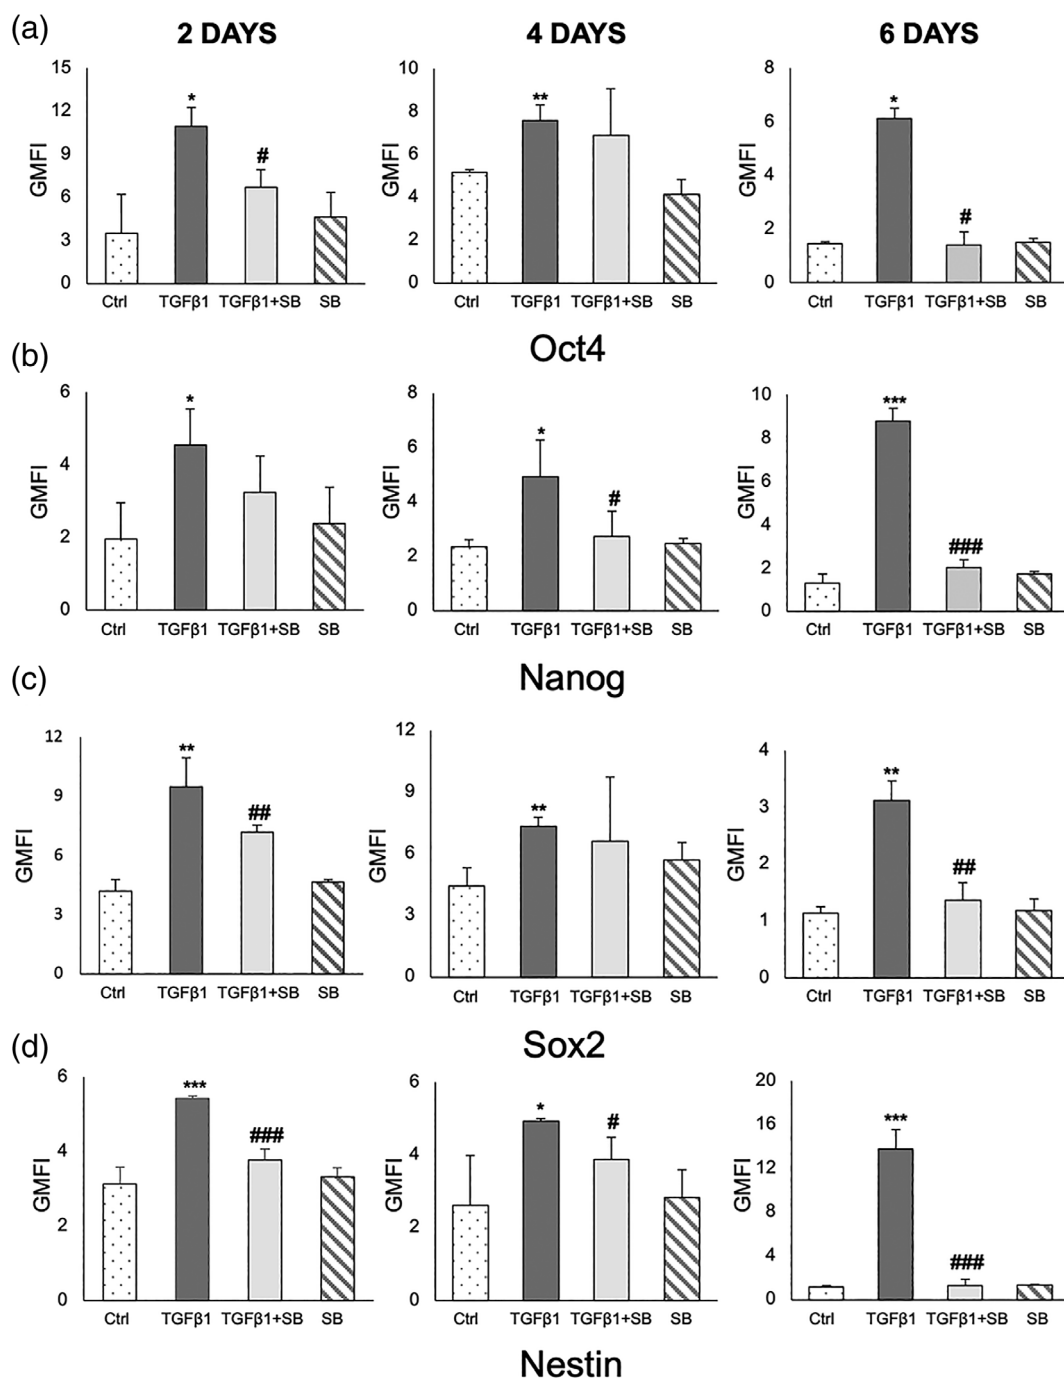 (a)
2 DAYS 4 DAYS 6 DAYS
15 12 9 6 3 0
GMFI
* #
Ctrl TGFβ1 TGFβ1+SB SB
10 8 6 4 2 0
GMFI
**
Ctrl TGFβ1 TGFβ1+SB SB
8 6 4 2 0
GMFI
* #
Ctrl TGFβ1 TGFβ1+SB SB
Oct4
(b)
6 4 2 0
GMFI
*
Ctrl TGFβ1 TGFβ1+SB SB
8 6 4 2 0
GMFI
* #
Ctrl TGFβ1 TGFβ1+SB SB
10 8 6 4 2 0
GMFI
*** ###
Ctrl TGFβ1 TGFβ1+SB SB
Nanog
(c)
12 9 6 3 0
GMFI
** ##
Ctrl TGFβ1 TGFβ1+SB SB
12 9 6 3 0
GMFI
**
Ctrl TGFβ1 TGFβ1+SB SB
4 3 2 1 0
GMFI
** ##
Ctrl TGFβ1 TGFβ1+SB SB
Sox2
(d)
6 4 2 0
GMFI
*** ###
Ctrl TGFβ1 TGFβ1+SB SB
6 4 2 0
GMFI
* #
Ctrl TGFβ1 TGFβ1+SB SB
20 16 12 8 4 0
GMFI
*** ###
Ctrl TGFβ1 TGFβ1+SB SB
Nestin